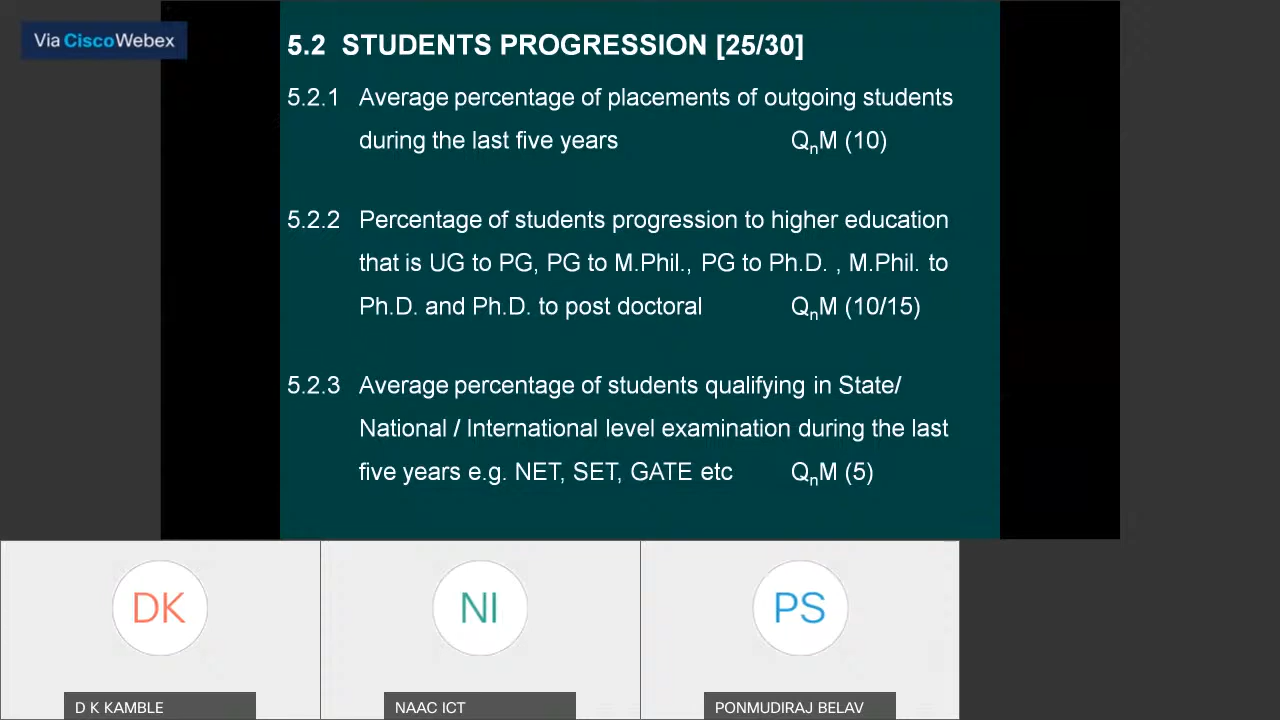 Via CiscoWebex
5.2 STUDENTS PROGRESSION [25/30]
5.2.1 Average percentage of placements of outgoing students
during the last five years QnM (10)
5.2.2 Percentage of students progression to higher education
that is UG to PG, PG to M.Phil., PG to Ph.D. , M.Phil. to
Ph.D. and Ph.D. to post doctoral QnM (10/15)
5.2.3 Average percentage of students qualifying in State/
National / International level examination during the last
five years e.g. NET, SET, GATE etc QnM (5)
DK NI PS
D K KAMBLE NAAC ICT PONMUDIRAJ BELAV